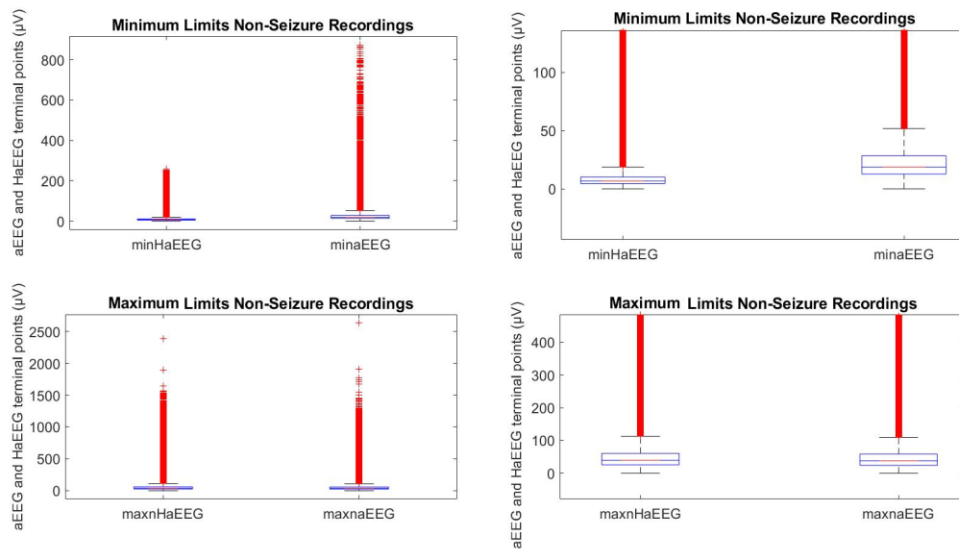 Minimum Limits Non-Seizure Recordings
aEEG and HaEEG terminal points (µV)
800
600
400
200
0
minHaEEG
minaEEG
Minimum Limits Non-Seizure Recordings
aEEG and HaEEG terminal points (µV)
100
50
0
minHaEEG
minaEEG
Maximum Limits Non-Seizure Recordings
aEEG and HaEEG terminal points (µV)
2500
2000
1500
1000
500
0
maxnHaEEG
maxnaEEG
Maximum Limits Non-Seizure Recordings
aEEG and HaEEG terminal points (µV)
400
300
200
100
0
maxnHaEEG
maxnaEEG